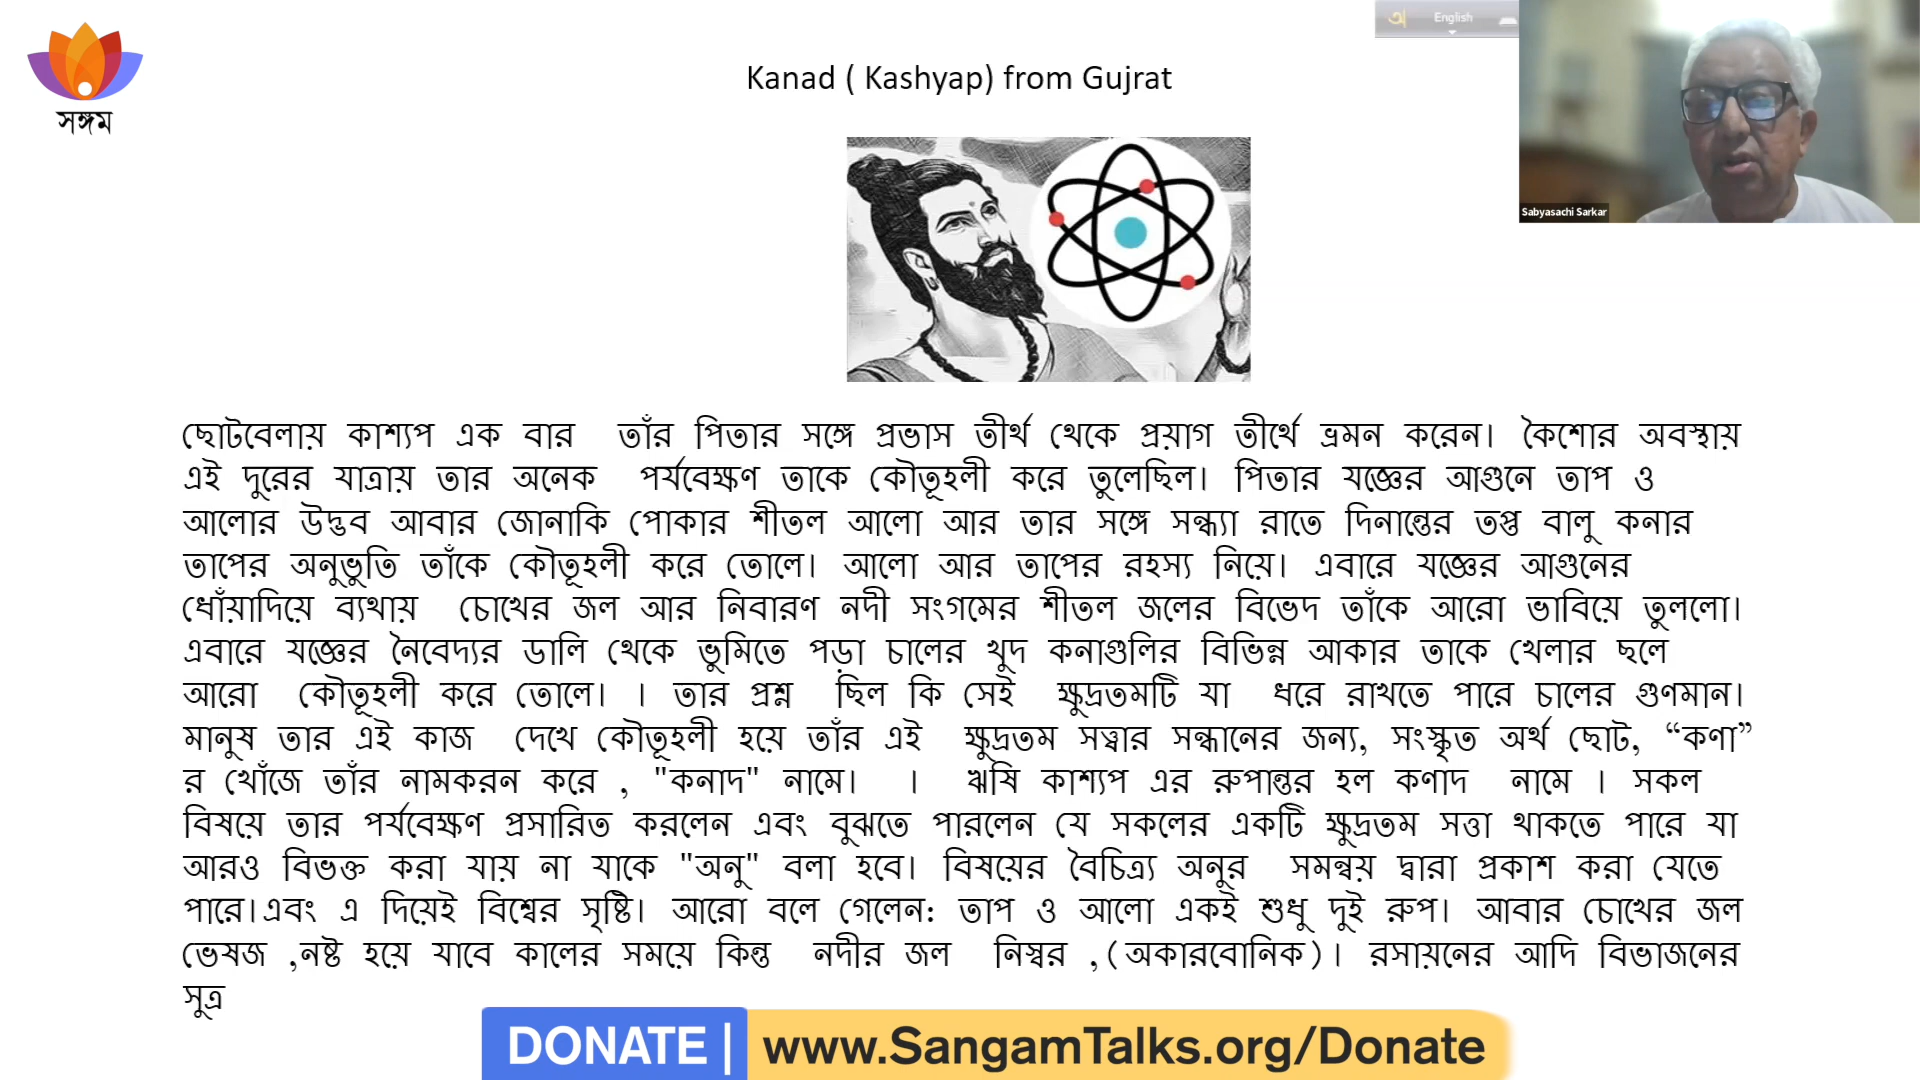 English
Kanad ( Kashyap) from Gujrat
সঙ্গম
Sabyasachi Sarkar
ছোটবেলায় কাশ্যপ এক বার তাঁর পিতার সঙ্গে প্রভাস তীর্থ থেকে প্রয়াগ তীর্থে ভ্রমন করেন। কৈশোর অবস্থায়
এই দুরের যাত্রায় তার অনেক পর্যবেক্ষণ তাকে কৌতূহলী করে তুলেছিল। পিতার যজ্ঞের আগুনে তাপ ও
আলোর উদ্ভব আবার জোনাকি পোকার শীতল আলো আর তার সঙ্গে সন্ধ্যা রাতে দিনান্তের তপ্ত বালু কনার
তাপের অনুভুতি তাঁকে কৌতূহলী করে তোলে। আলো আর তাপের রহস্য নিয়ে। এবারে যজ্ঞের আগুনের
ধোঁয়াদিয়ে ব্যথায় চোখের জল আর নিবারণ নদী সংগমের শীতল জলের বিভেদ তাঁকে আরো ভাবিয়ে তুললো।
এবারে যজ্ঞের নৈবেদ্যর ডালি থেকে ভুমিতে পড়া চালের খুদ কনাগুলির বিভিন্ন আকার তাকে খেলার ছলে
আরো কৌতূহলী করে তোলে। । তার প্রশ্ন ছিল কি সেই ক্ষুদ্রতমটি যা ধরে রাখতে পারে চালের গুণমান।
মানুষ তার এই কাজ দেখে কৌতূহলী হয়ে তাঁর এই ক্ষুদ্রতম সত্ত্বার সন্ধানের জন্য, সংস্কৃত অর্থ ছোট, “কণা”
র খোঁজে তাঁর নামকরন করে , "কনাদ" নামে। । ঋষি কাশ্যপ এর রুপান্তর হল কণাদ নামে । সকল
বিষয়ে তার পর্যবেক্ষণ প্রসারিত করলেন এবং বুঝতে পারলেন যে সকলের একটি ক্ষুদ্রতম সত্তা থাকতে পারে যা
আরও বিভক্ত করা যায় না যাকে "অনু" বলা হবে। বিষয়ের বৈচিত্র্য অনুর সমন্বয় দ্বারা প্রকাশ করা যেতে
পারে।এবং এ দিয়েই বিশ্বের সৃষ্টি। আরো বলে গেলেন: তাপ ও আলো একই শুধু দুই রুপ। আবার চোখের জল
ভেষজ ,নষ্ট হয়ে যাবে কালের সময়ে কিন্ত নদীর জল নিস্বর ,(অকারবোনিক)। রসায়নের আদি বিভাজনের
সুত্র
DONATE | www.SangamTalks.org/Donate